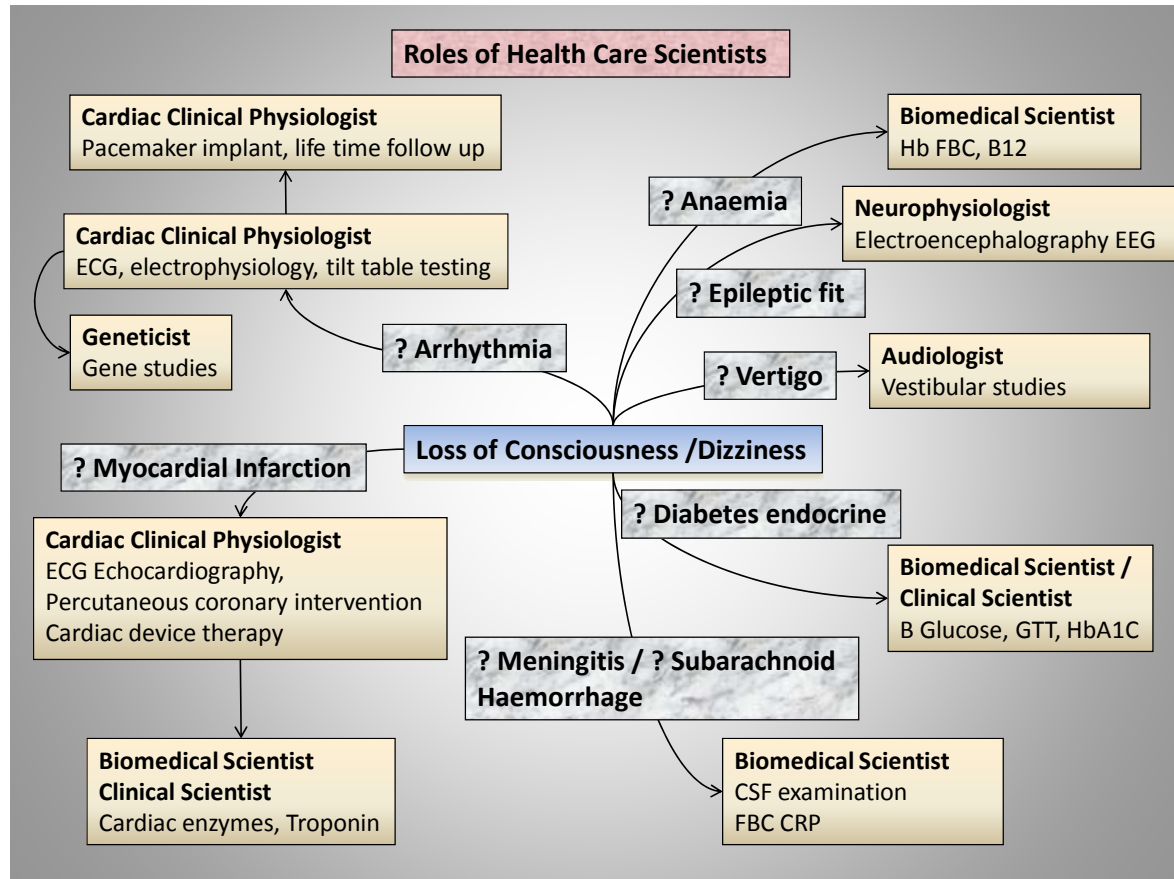 Roles of Health Care Scientists
Cardiac Clinical Physiologist
Pacemaker implant, life time follow up
Biomedical Scientist
Hb FBC, B12
? Anaemia
Cardiac Clinical Physiologist
ECG, electrophysiology, tilt table testing
Neurophysiologist
Electroencephalography EEG
? Epileptic fit
Geneticist
Gene studies
? Arrhythmia
? Vertigo
Audiologist
Vestibular studies
Loss of Consciousness /Dizziness
? Myocardial Infarction
? Diabetes endocrine
Cardiac Clinical Physiologist
ECG Echocardiography,
Percutaneous coronary intervention
Cardiac device therapy
Biomedical Scientist /
Clinical Scientist
B Glucose, GTT, HbA1C
? Meningitis / ? Subarachnoid
Haemorrhage
Biomedical Scientist
Clinical Scientist
Cardiac enzymes, Troponin
Biomedical Scientist
CSF examination
FBC CRP